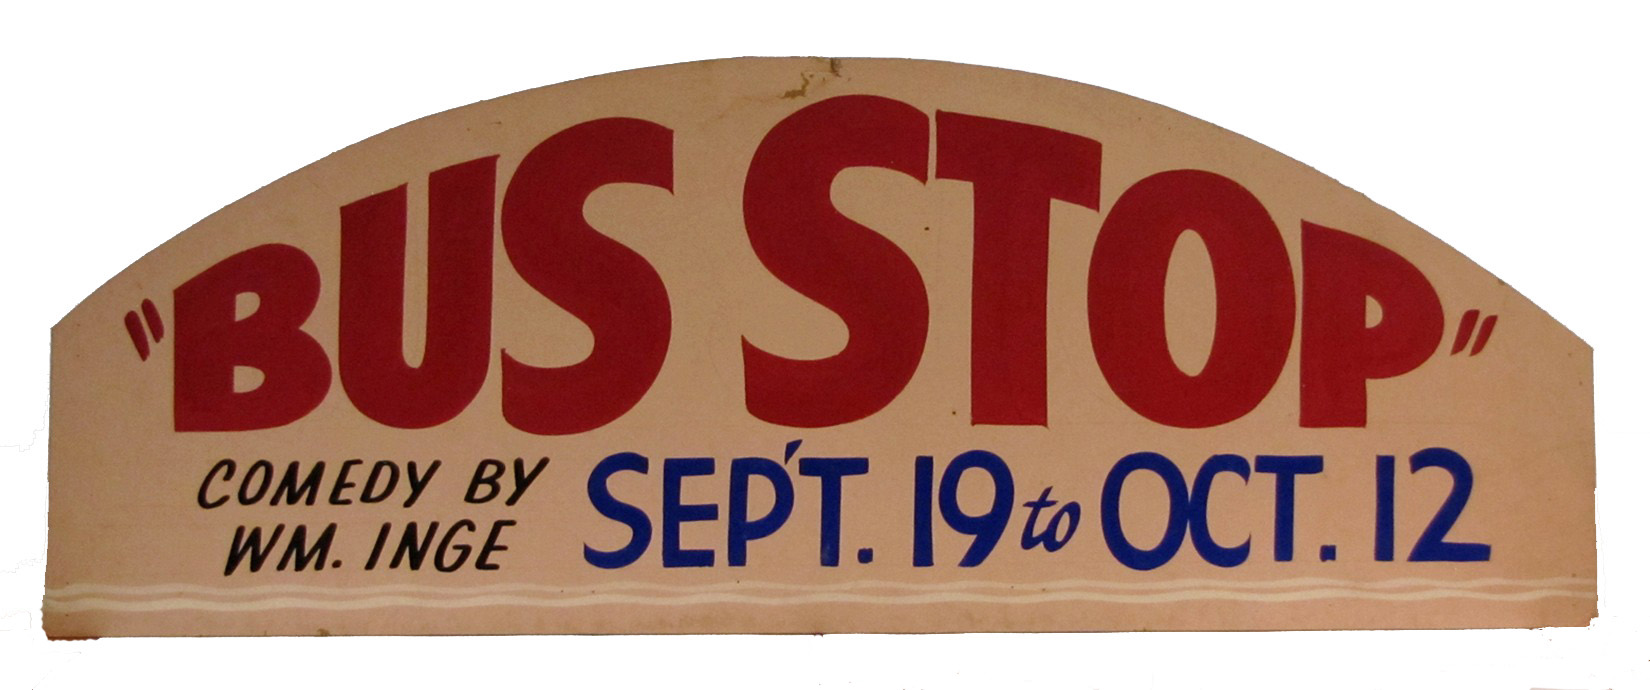 "BUS STOP"
COMEDY BY
WM. INGE
SEP'T. 19 to OCT. 12